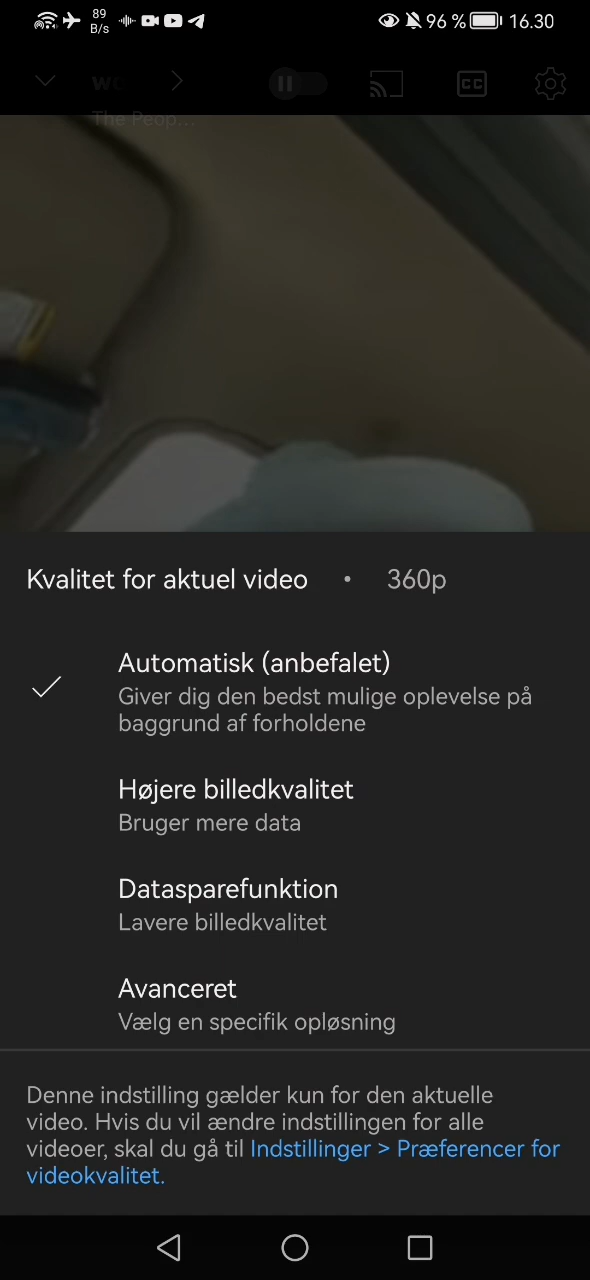 89
B/s
96 %
16.30
CC
The Peop...
Kvalitet for aktuel video • 360p
Automatisk (anbefalet)
Giver dig den bedst mulige oplevelse på
baggrund af forholdene
Højere billedkvalitet
Bruger mere data
Datasparefunktion
Lavere billedkvalitet
Avanceret
Vælg en specifik opløsning
Denne indstilling gælder kun for den aktuelle
video. Hvis du vil ændre indstillingen for alle
videoer, skal du gå til Indstillinger > Præferencer for
videokvalitet.